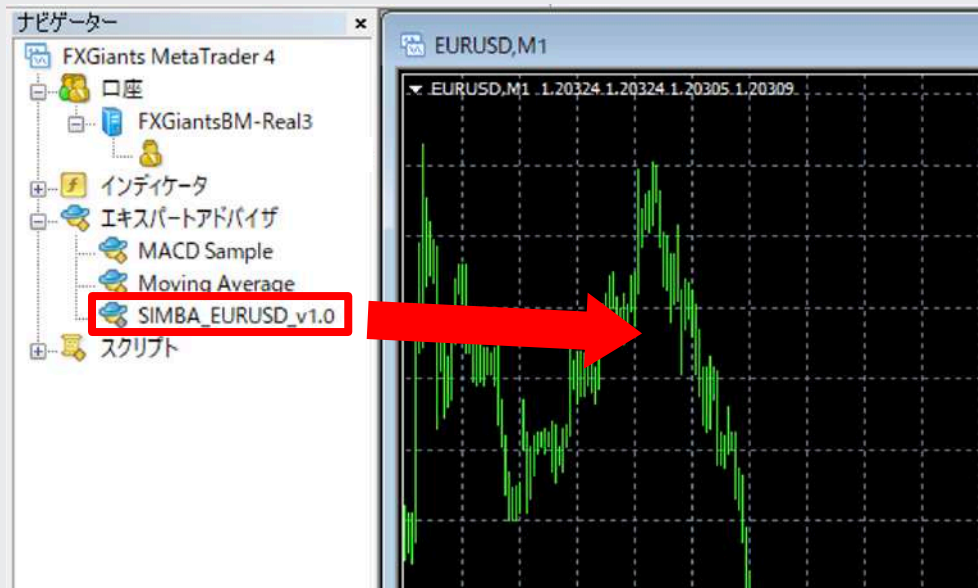 ナビゲーター
FXGiants MetaTrader 4
口座
FXGiantsBM-Real3
インディケータ
エキスパートアドバイザ
MACD Sample
Moving Average
SIMBA_EURUSD_v1.0
スクリプト
EURUSD,M1
EURUSD,M1 1.20324 1.20324 1.20305 1.20309